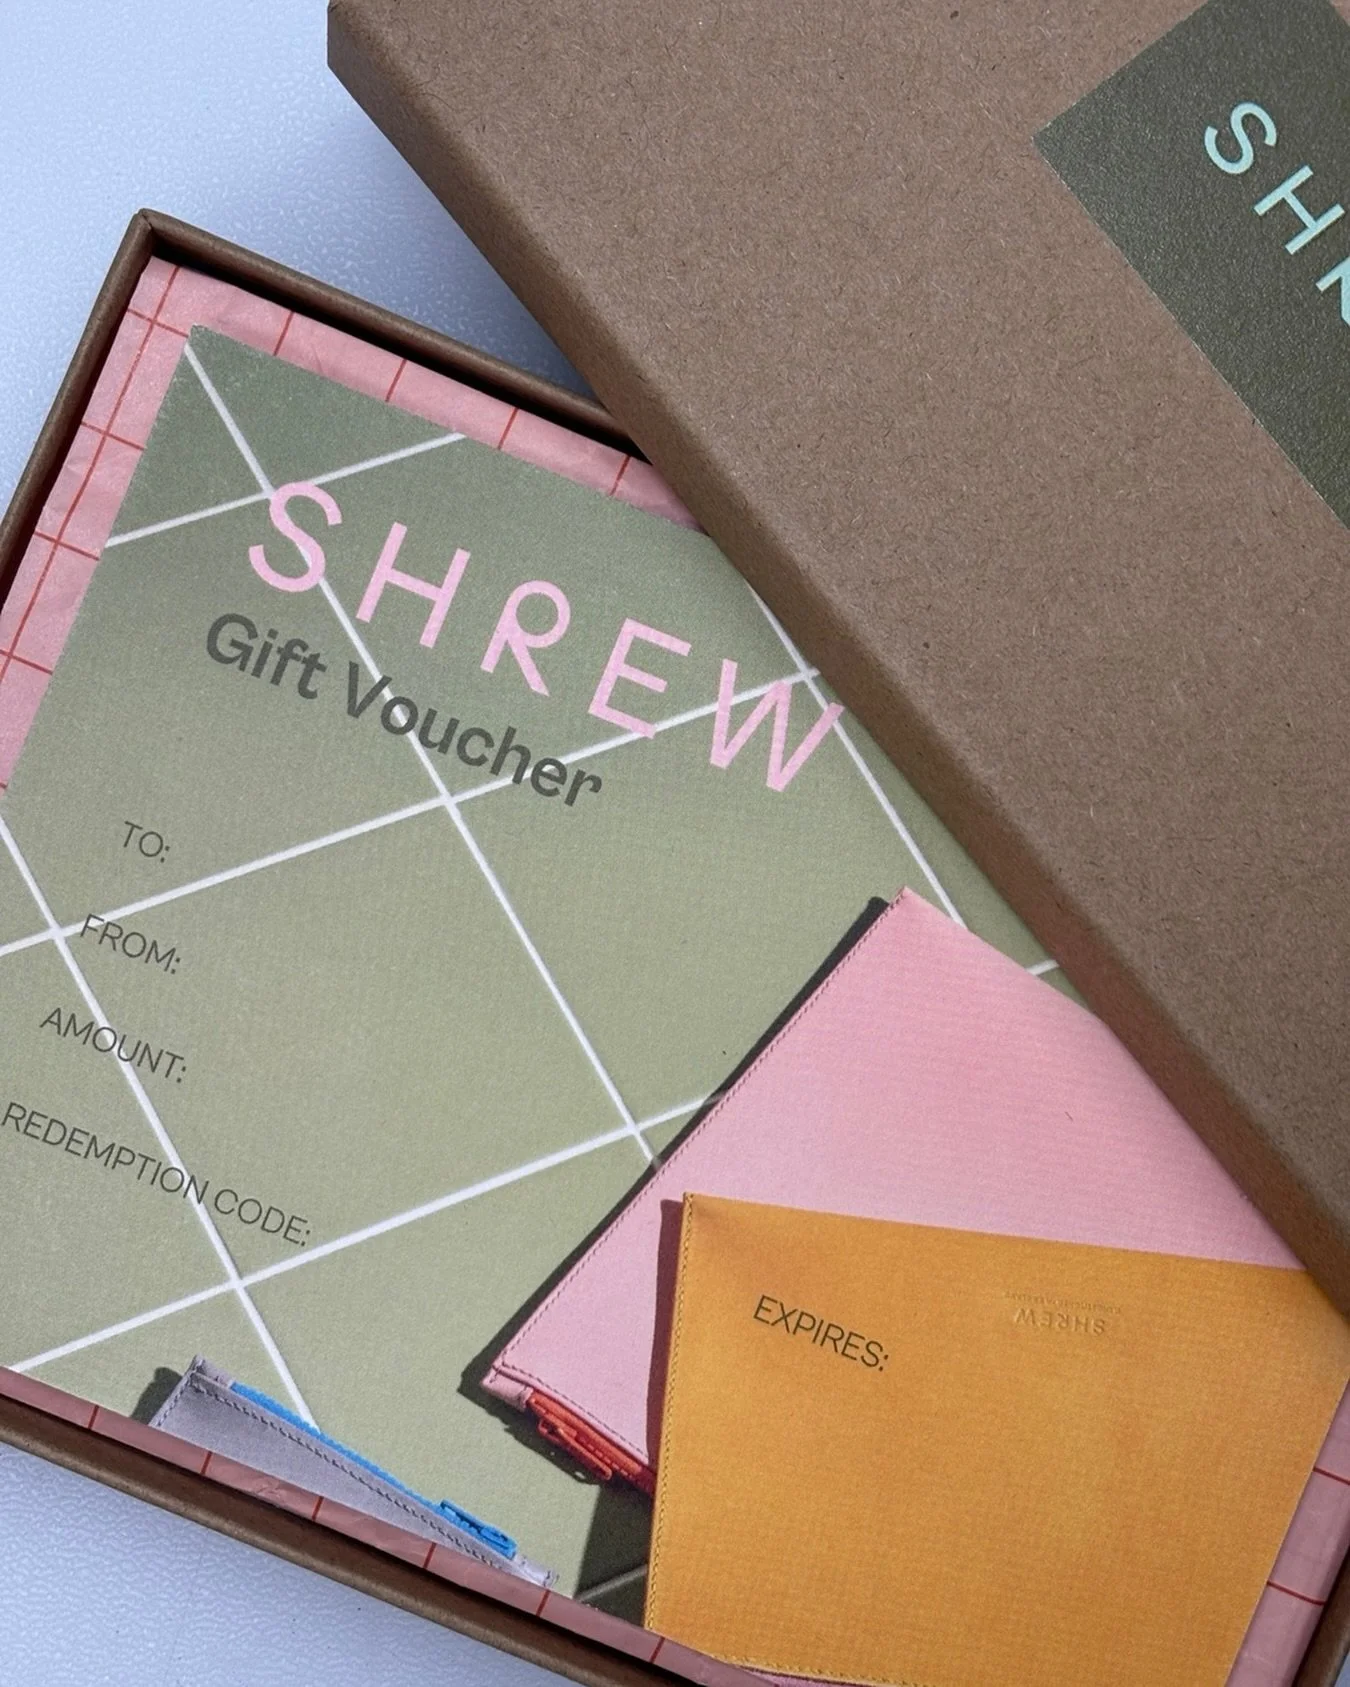 SHREW
Gift Voucher
TO:
FROM:
AMOUNT:
REDEMPTION CODE:
EXPIRES:
SHREW
SHR